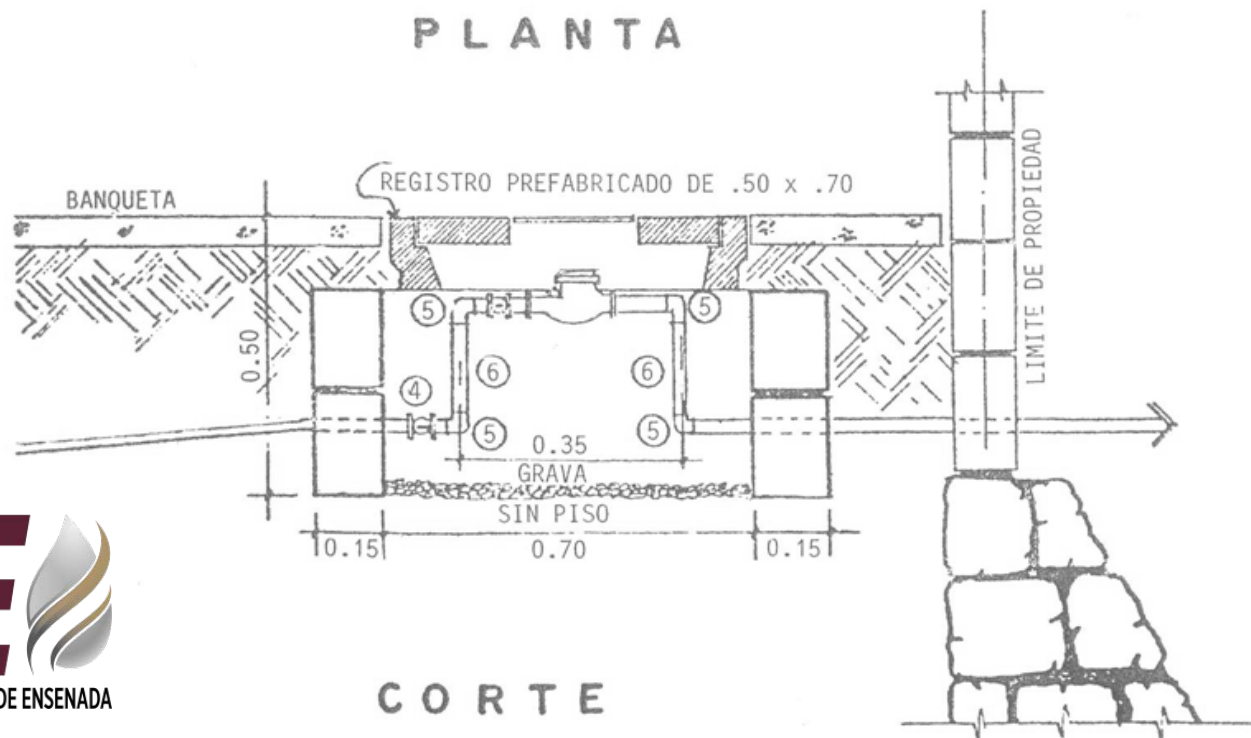 PLANTA
LIMITE DE PROPIEDAD
REGISTRO PREFABRICADO DE .50 x .70
BANQUETA
5
5
0.50
6
6
4
5
5
0.35
GRAVA
SIN PISO
0.15
0.70
0.15
E
DE ENSENADA
CORTE